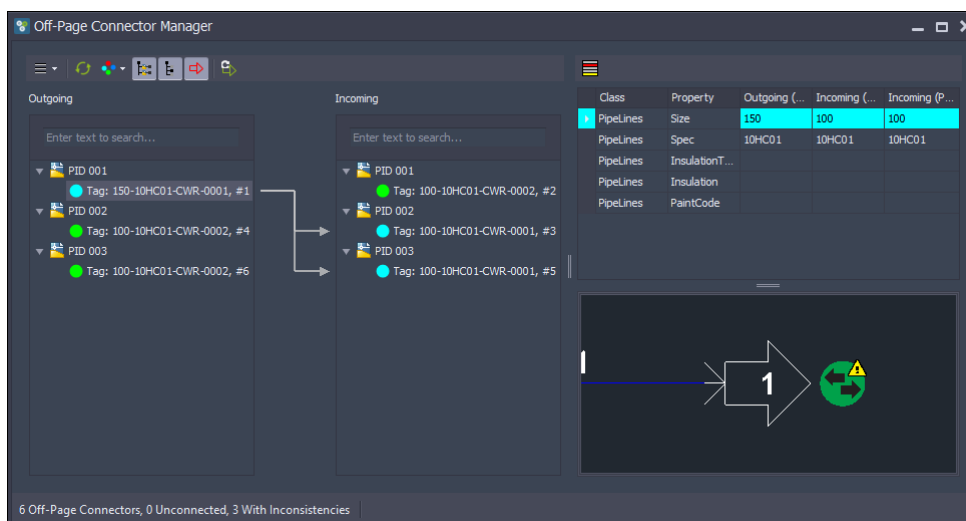 Off-Page Connector Manager
Outgoing
Incoming
Enter text to search...
Enter text to search...
PID 001
Tag: 150-10HC01-CWR-0001, #1
PID 002
Tag: 100-10HC01-CWR-0002, #4
PID 003
Tag: 100-10HC01-CWR-0002, #6
PID 001
Tag: 100-10HC01-CWR-0002, #2
PID 002
Tag: 100-10HC01-CWR-0001, #3
PID 003
Tag: 100-10HC01-CWR-0001, #5
Class Property Outgoing (... Incoming (... Incoming (P...
PipeLines Size 150 100 100
PipeLines Spec 10HC01 10HC01 10HC01
PipeLines InsulationT...
PipeLines Insulation
PipeLines PaintCode
1
6 Off-Page Connectors, 0 Unconnected, 3 With Inconsistencies